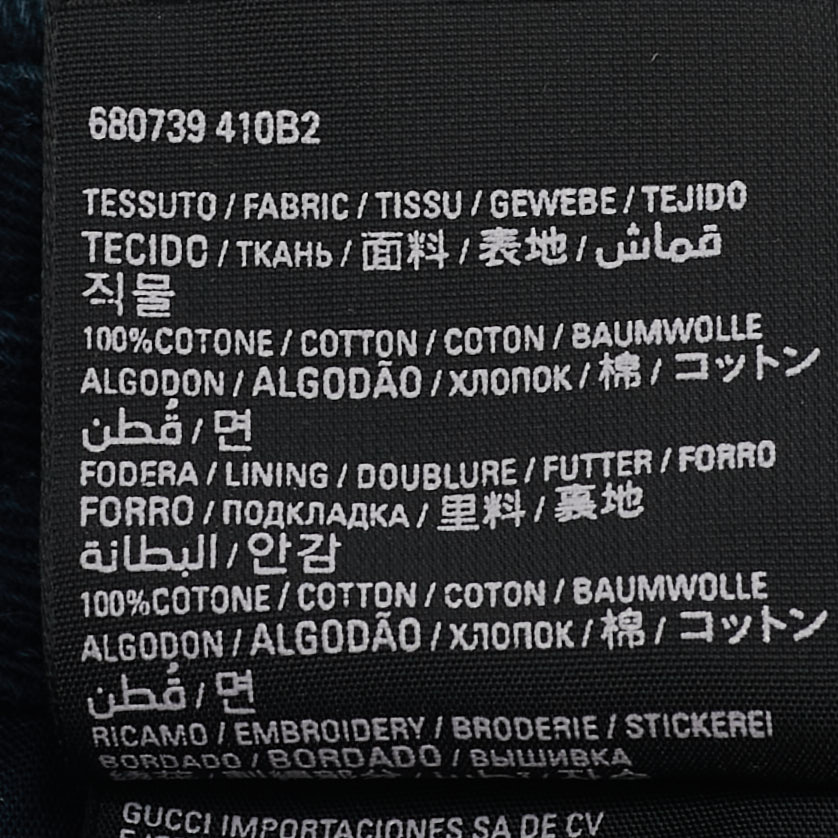 680739 410B2
TESSUTO / FABRIC / TISSU / GEWEBE / TEJIDO
TECIDO / ТКАНЬ / 面料 / 表地 / قماش
직물
100%COTONE / COTTON / COTON / BAUMWOLLE
ALGODON / ALGODÃO / ХЛОПОК / 棉 / コットン
قُطن / 면
FODERA / LINING / DOUBLURE / FUTTER / FORRO
FORRO / ПОДКЛАДКА / 里料 / 裏地
البطانة / 안감
100%COTONE / COTTON / COTON / BAUMWOLLE
ALGODON / ALGODÃO / ХЛОПОК / 棉 / コットン
قُطن / 면
RICAMO / EMBROIDERY / BRODERIE / STICKEREI
BORDADO / BORDADO / ВЫШИВКА
GUCCI IMPORTACIONES SA DE CV